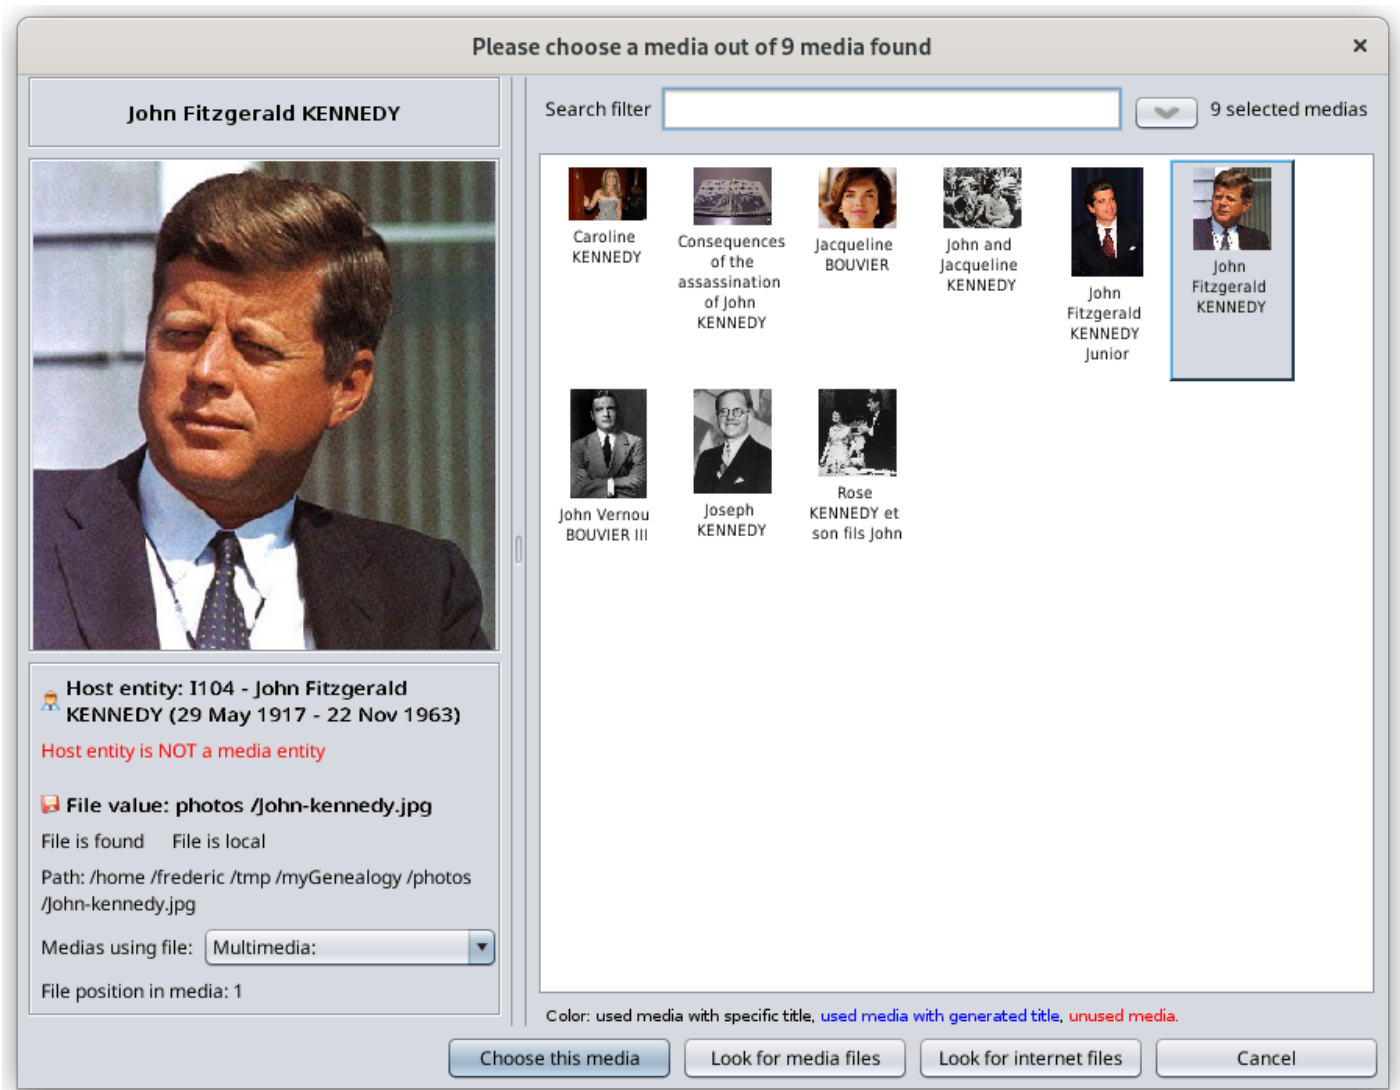 Please choose a media out of 9 media found
×
John Fitzgerald KENNEDY
Search filter
9 selected medias
Caroline
KENNEDY
Consequences
of the
assassination
of John
KENNEDY
Jacqueline
BOUVIER
John and
Jacqueline
KENNEDY
John
Fitzgerald
KENNEDY
Junior
John
Fitzgerald
KENNEDY
John Vernou
BOUVIER III
Joseph
KENNEDY
Rose
KENNEDY et
son fils John
Host entity: I104 - John Fitzgerald
KENNEDY (29 May 1917 - 22 Nov 1963)
Host entity is NOT a media entity
File value: photos /John-kennedy.jpg
File is found File is local
Path: /home /frederic /tmp /myGenealogy /photos
/John-kennedy.jpg
Medias using file: Multimedia:
File position in media: 1
Color: used media with specific title, used media with generated title, unused media.
Choose this media
Look for media files
Look for internet files
Cancel